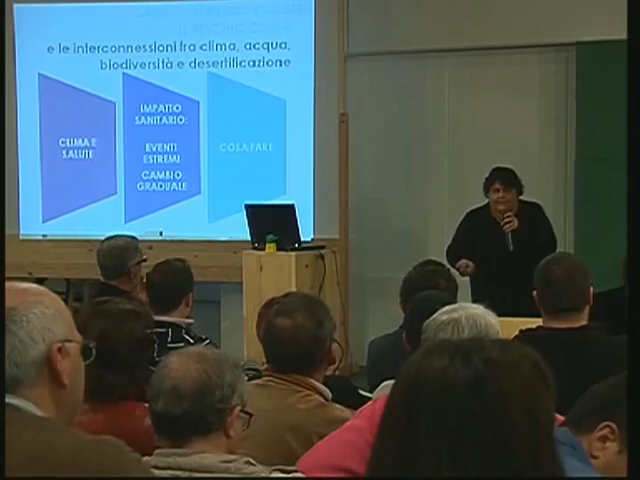 e le interconnessioni fra clima, acqua,
biodiversità e desertificazione
CLIMA E
SALUTE
IMPATTO
SANITARIO:
EVENTI
ESTREMI
CAMBIO
GRADUALE
COSA FARE